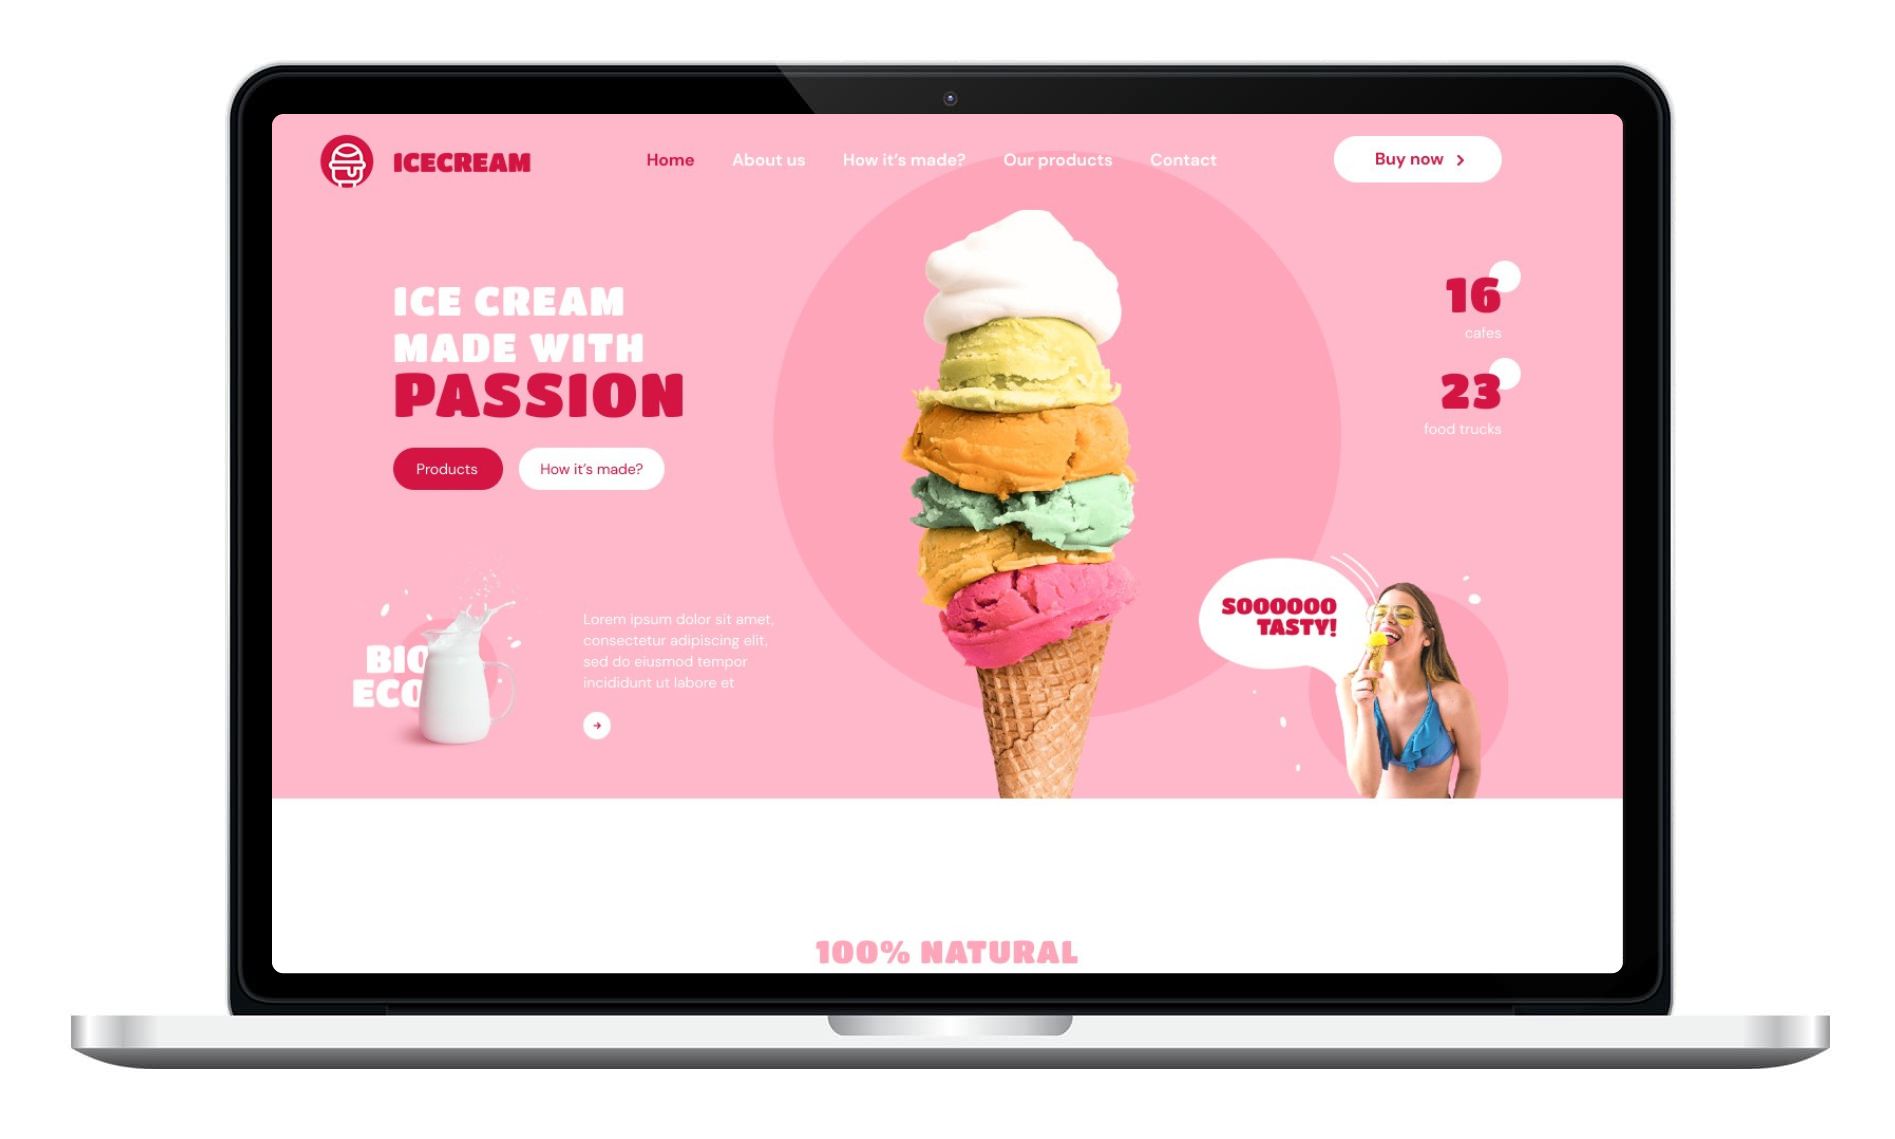 ICECREAM
Home
About us
How it's made?
Our products
Contact
Buy now
ICE CREAM
MADE WITH
PASSION
Products
How it's made?
16
cafes
23
food trucks
BIO
ECO
Lorem ipsum dolor sit amet,
consectetur adipiscing elit,
sed do eiusmod tempor
incididunt ut labore et
SOOOOOO
TASTY!
100% NATURAL